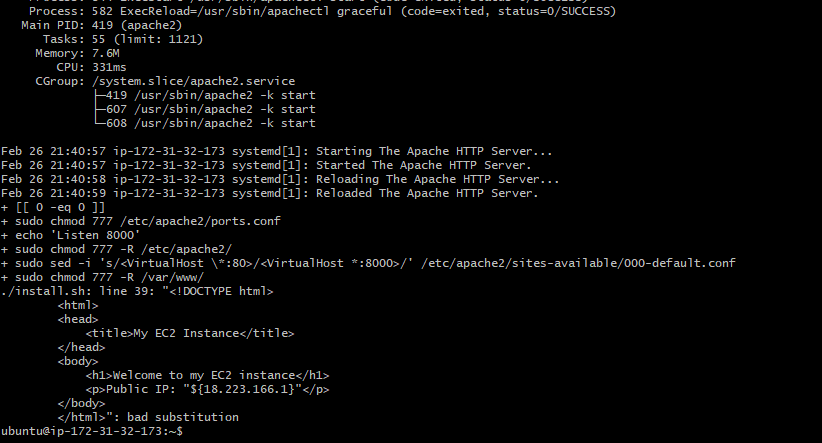 Process: 582 ExecReload=/usr/sbin/apachectl graceful (code=exited, status=0/SUCCESS)
Main PID: 419 (apache2)
Tasks: 55 (limit: 1121)
Memory: 7.6M
CPU: 331ms
CGroup: /system.slice/apache2.service
├─419 /usr/sbin/apache2 -k start
├─607 /usr/sbin/apache2 -k start
└─608 /usr/sbin/apache2 -k start
Feb 26 21:40:57 ip-172-31-32-173 systemd[1]: Starting The Apache HTTP Server...
Feb 26 21:40:57 ip-172-31-32-173 systemd[1]: Started The Apache HTTP Server.
Feb 26 21:40:58 ip-172-31-32-173 systemd[1]: Reloading The Apache HTTP Server...
Feb 26 21:40:59 ip-172-31-32-173 systemd[1]: Reloaded The Apache HTTP Server.
+ [[ 0 -eq 0 ]]
+ sudo chmod 777 /etc/apache2/ports.conf
+ echo 'Listen 8000'
+ sudo chmod 777 -R /etc/apache2/
+ sudo sed -i 's/<VirtualHost \*:80>/<VirtualHost *:8000>/' /etc/apache2/sites-available/000-default.conf
+ sudo chmod 777 -R /var/www/
./install.sh: line 39: "<!DOCTYPE html>
<html>
<head>
<title>My EC2 Instance</title>
</head>
<body>
<h1>Welcome to my EC2 instance</h1>
<p>Public IP: "${18.223.166.1}"</p>
</body>
</html>": bad substitution
ubuntu@ip-172-31-32-173:~$